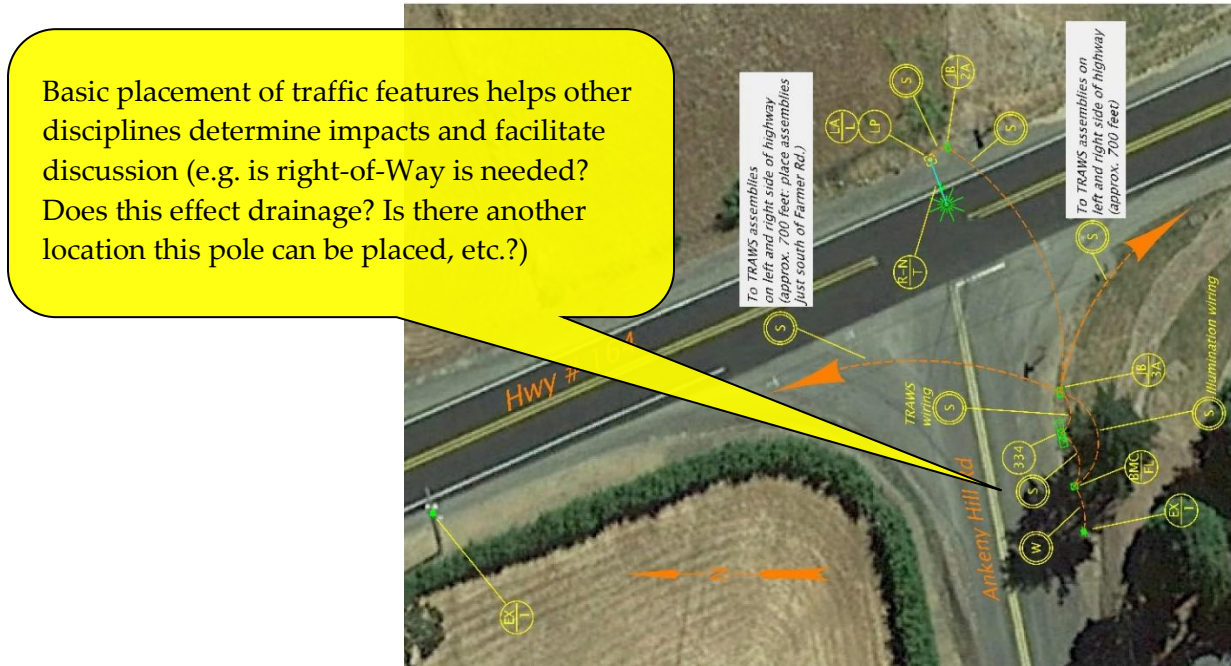 Basic placement of traffic features helps other
disciplines determine impacts and facilitate
discussion (e.g. is right-of-Way is needed?
Does this effect drainage? Is there another
location this pole can be placed, etc.?)
To TRAWS assemblies
on left and right side of highway
(approx. 700 feet: place assemblies
just south of Farmer Rd.)
S
JB
2A
LA
L
LP
S
To TRAWS assemblies on
left and right side of highway
(approx. 700 feet)
R-N
T
S
S
Hwy # 164
TRAWS
wiring
S
JB
3A
Illumination wiring
S
334
S
BMC
FL
Ankeny Hill Rd
W
EX
1
N
EX
1